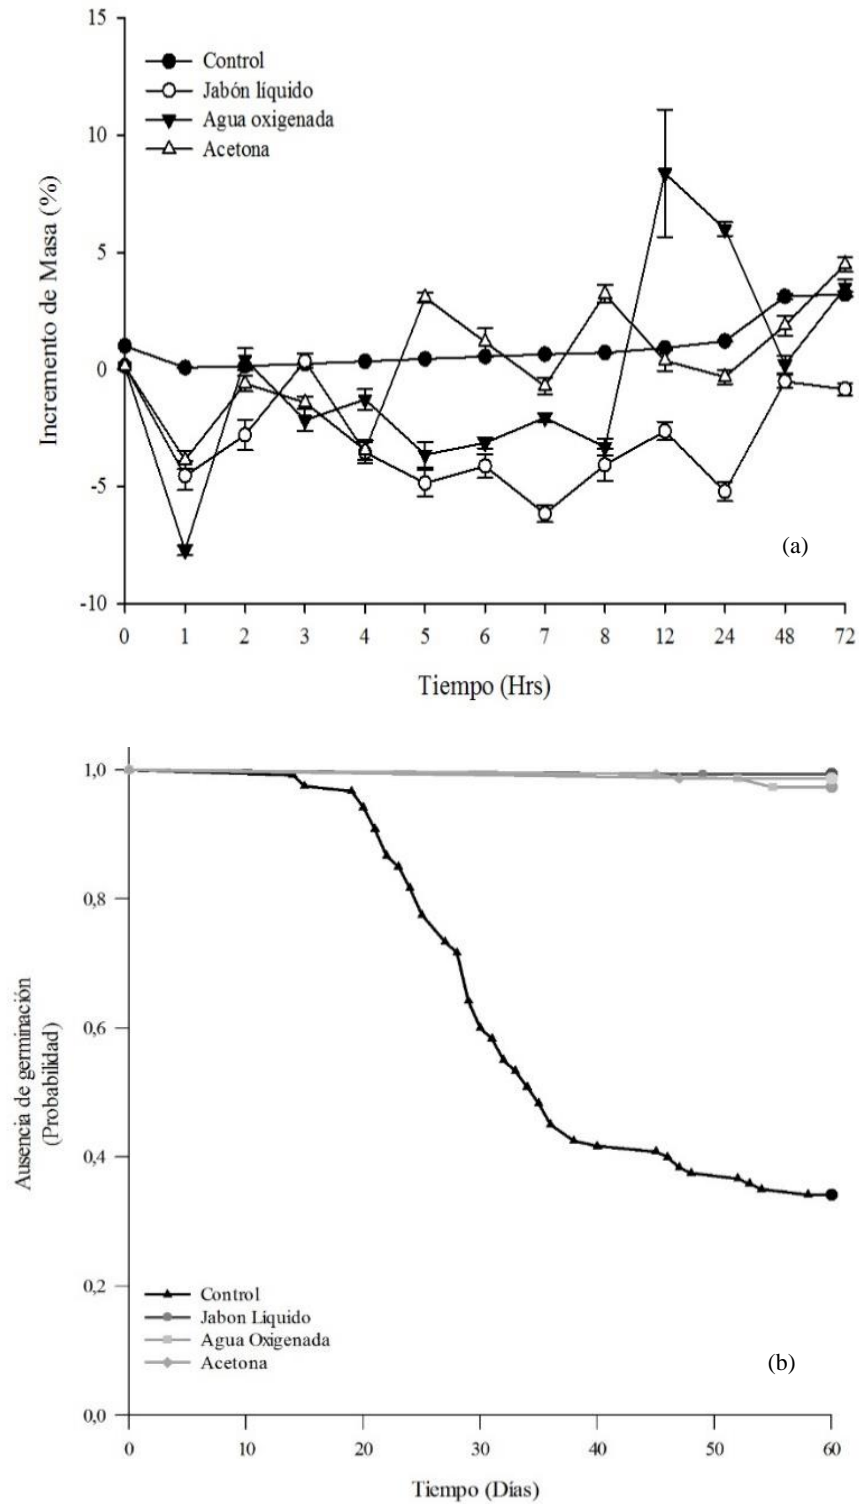 15
Control
Jabón líquido
Agua oxigenada
Acetona
10
5
0
-5
-10
Incremento de Masa (%)
(a)
0 1 2 3 4 5 6 7 8 12 24 48 72
Tiempo (Hrs)
1,0
0,8
0,6
0,4
0,2
0,0
Ausencia de germinación
(Probabilidad)
Control
Jabon Liquido
Agua Oxigenada
Acetona
(b)
0 10 20 30 40 50 60
Tiempo (Días)